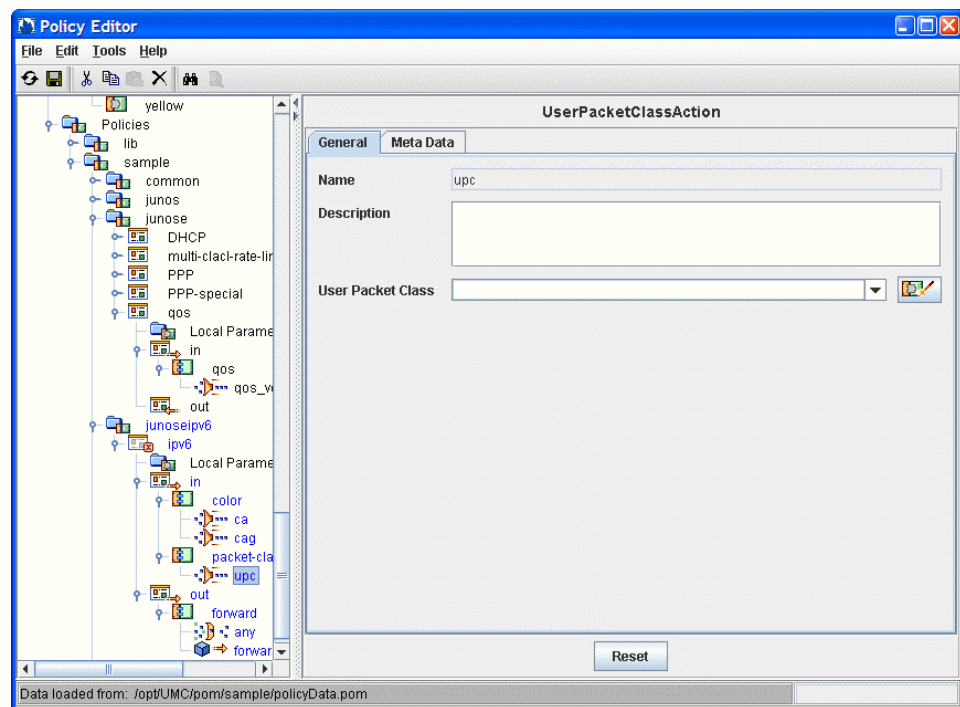 Policy Editor
File Edit Tools Help
yellow
Policies
lib
sample
common
junos
junose
DHCP
multi-clacl-rate-lir
PPP
PPP-special
qos
Local Parame
in
qos
qos_v
out
junoseipv6
ipv6
Local Parame
in
color
ca
cag
packet-cla
upc
out
forward
any
forwar
UserPacketClassAction
General Meta Data
Name upc
Description
User Packet Class
Reset
Data loaded from: /opt/UMC/pom/sample/policyData.pom